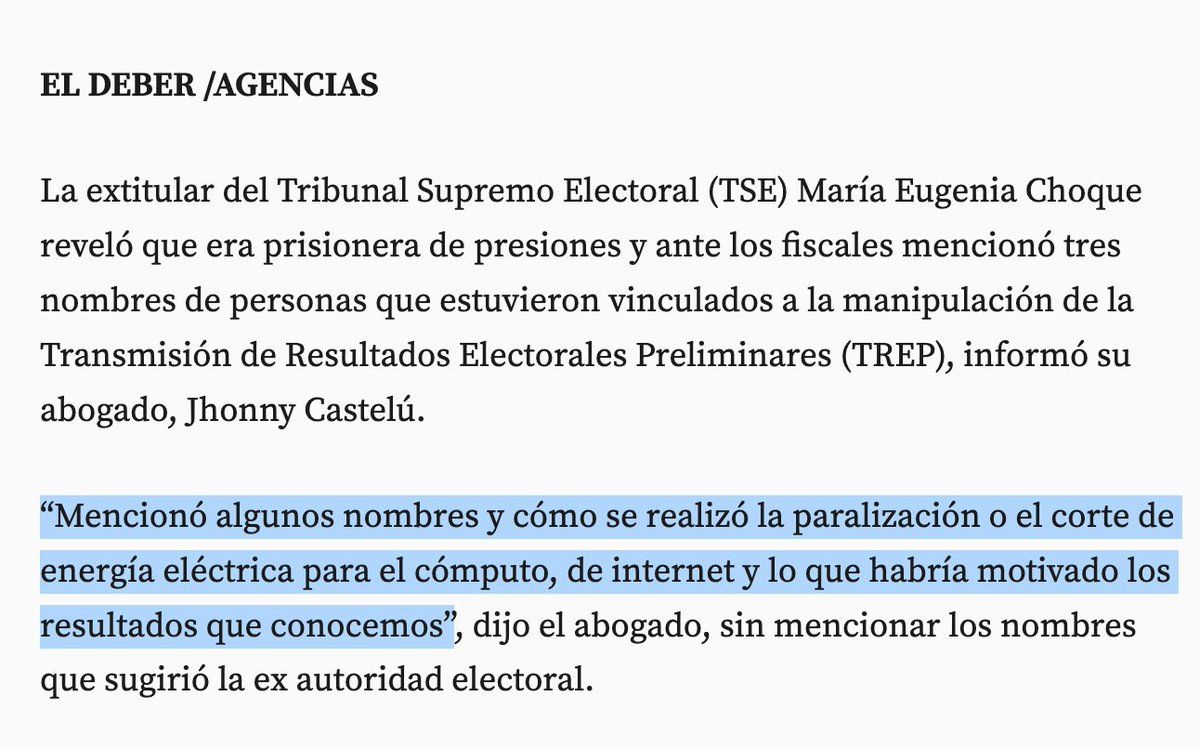 EL DEBER /AGENCIAS
La extitular del Tribunal Supremo Electoral (TSE) María Eugenia Choque
reveló que era prisionera de presiones y ante los fiscales mencionó tres
nombres de personas que estuvieron vinculados a la manipulación de la
Transmisión de Resultados Electorales Preliminares (TREP), informó su
abogado, Jhonny Castelú.
“Mencionó algunos nombres y cómo se realizó la paralización o el corte de
energía eléctrica para el cómputo, de internet y lo que habría motivado los
resultados que conocemos”, dijo el abogado, sin mencionar los nombres
que sugirió la ex autoridad electoral.